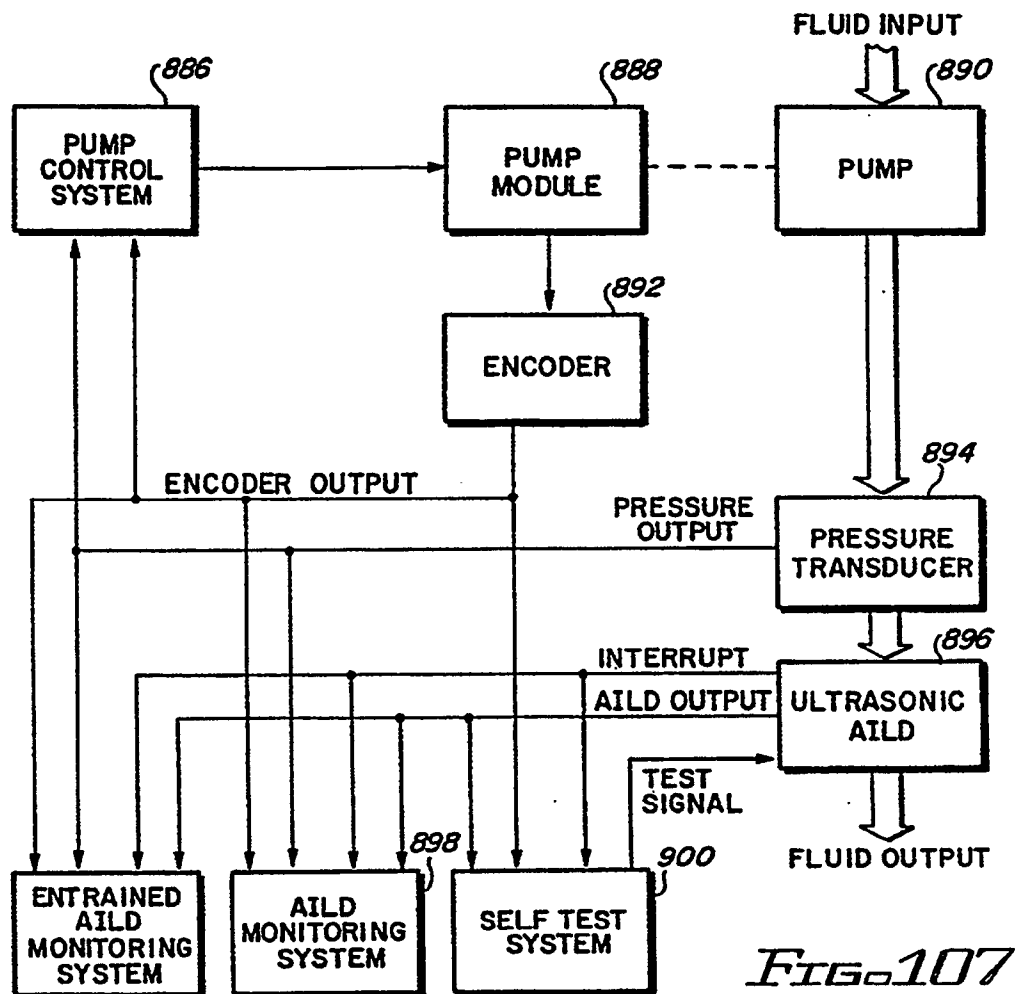 FLUID INPUT
886
888
890
PUMP
CONTROL
SYSTEM
PUMP
MODULE
PUMP
892
ENCODER
894
ENCODER OUTPUT
PRESSURE
OUTPUT
PRESSURE
TRANSDUCER
896
INTERRUPT
AILD OUTPUT
ULTRASONIC
AILD
TEST
SIGNAL
898
900
FLUID OUTPUT
ENTRAINED
AILD
MONITORING
SYSTEM
AILD
MONITORING
SYSTEM
SELF TEST
SYSTEM
FIG. 107